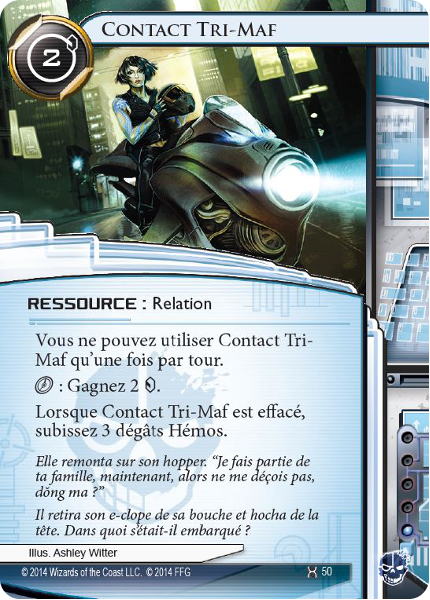 Contact Tri-Maf
2
RESSOURCE : Relation
Vous ne pouvez utiliser Contact Tri-
Maf qu'une fois par tour.
: Gagnez 2 .
Lorsque Contact Tri-Maf est effacé,
subissez 3 dégâts Hémos.
Elle remonta sur son hopper. “Je fais partie de
ta famille, maintenant, alors ne me déçois pas,
dǒng ma ?”
Il retira son e-clope de sa bouche et hocha de la
tête. Dans quoi s'était-il embarqué ?
Illus. Ashley Witter
© 2014 Wizards of the Coast LLC. © 2014 FFG
50